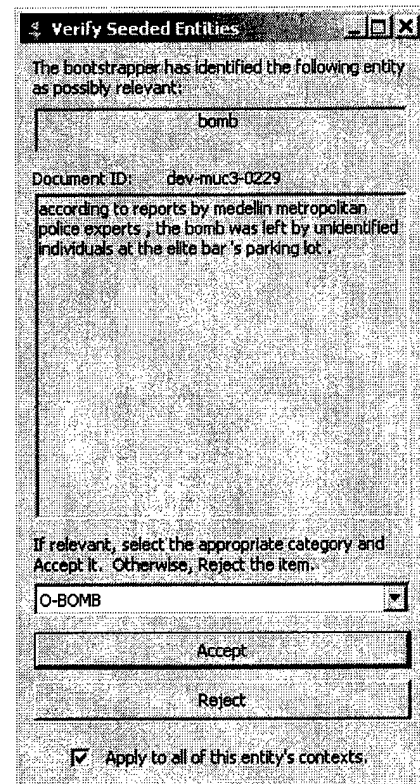 Verify Seeded Entities
The bootstrapper has identified the following entity
as possibly relevant:
bomb
Document ID: dev-muc3-0229
according to reports by medellin metropolitan
police experts , the bomb was left by unidentified
individuals at the elite bar 's parking lot .
If relevant, select the appropriate category and
Accept it. Otherwise, Reject the item.
O-BOMB
Accept
Reject
Apply to all of this entity's contexts.